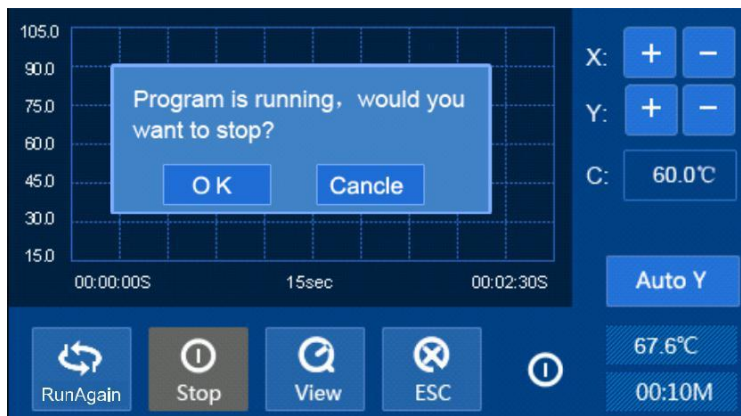 105.0
90.0
75.0
60.0
45.0
30.0
15.0
00:00:00S 15sec 00:02:30S
Program is running，would you
want to stop?
OK Cancle
X: + −
Y: + −
C: 60.0℃
Auto Y
67.6℃
00:10M
RunAgain Stop View ESC